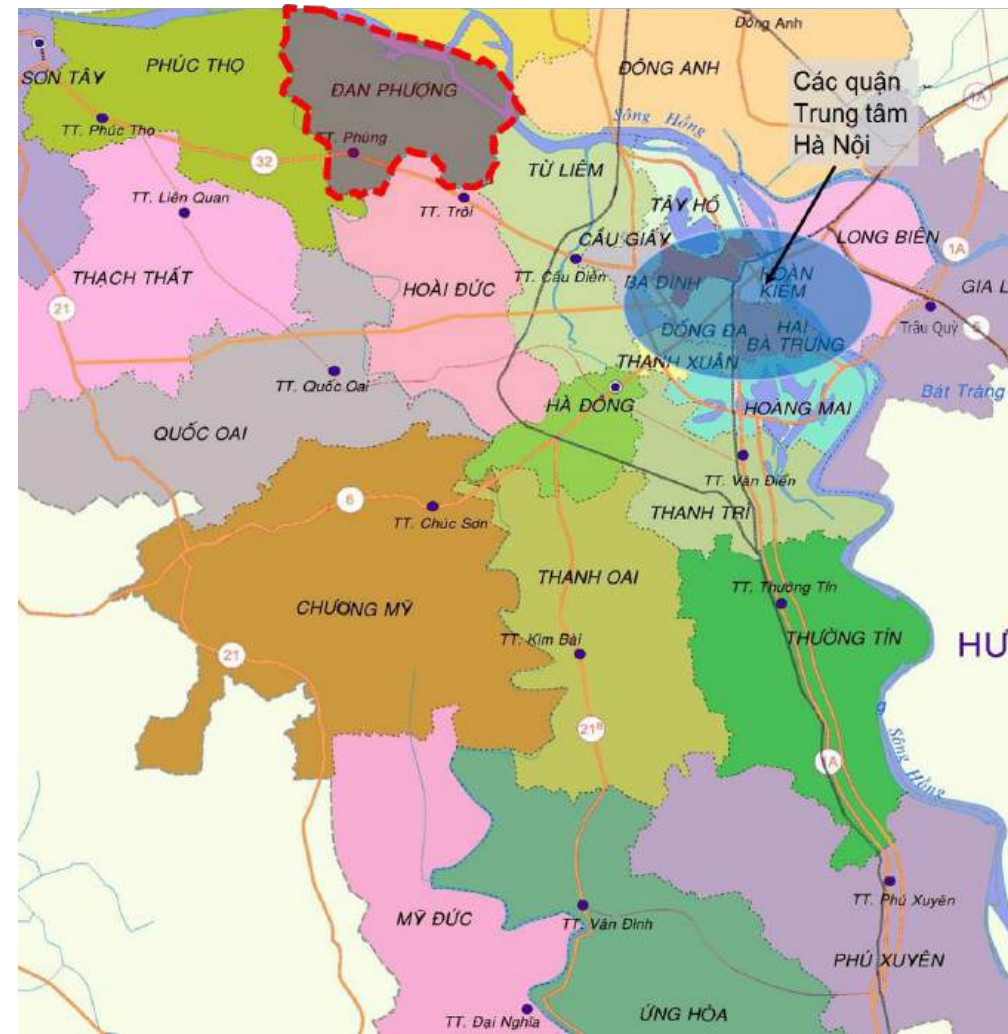 Đông Anh
SƠN TÂY
PHÚC THỌ
ĐAN PHƯỢNG
ĐÔNG ANH
Các quận
Trung tâm
Hà Nội
1A
TT. Phúc Thọ
TT. Phùng
Sông Hồng
32
TỪ LIÊM
TT. Liên Quan
TT. Trôi
TÂY HỒ
CẦU GIẤY
LONG BIÊN
1A
THẠCH THẤT
HOÀI ĐỨC
TT. Cầu Diễn
BA ĐÌNH
HOÀN
KIẾM
GIA L
21
ĐỐNG ĐA
HAI
BÀ TRUNG
Trâu Quỳ
5
THANH XUÂN
TT. Quốc Oai
HÀ ĐÔNG
HOÀNG MAI
Bát Tràng
QUỐC OAI
TT. Văn Điển
6
TT. Chúc Sơn
THANH TRÌ
THANH OAI
TT. Thường Tín
CHƯƠNG MỸ
THƯỜNG TÍN
HƯ
21
TT. Kim Bài
g
21B
1A
Sông Hồng
TT. Phú Xuyên
MỸ ĐỨC
TT. Vân Đình
PHÚ XUYÊN
TT. Đại Nghĩa
ỨNG HÒA